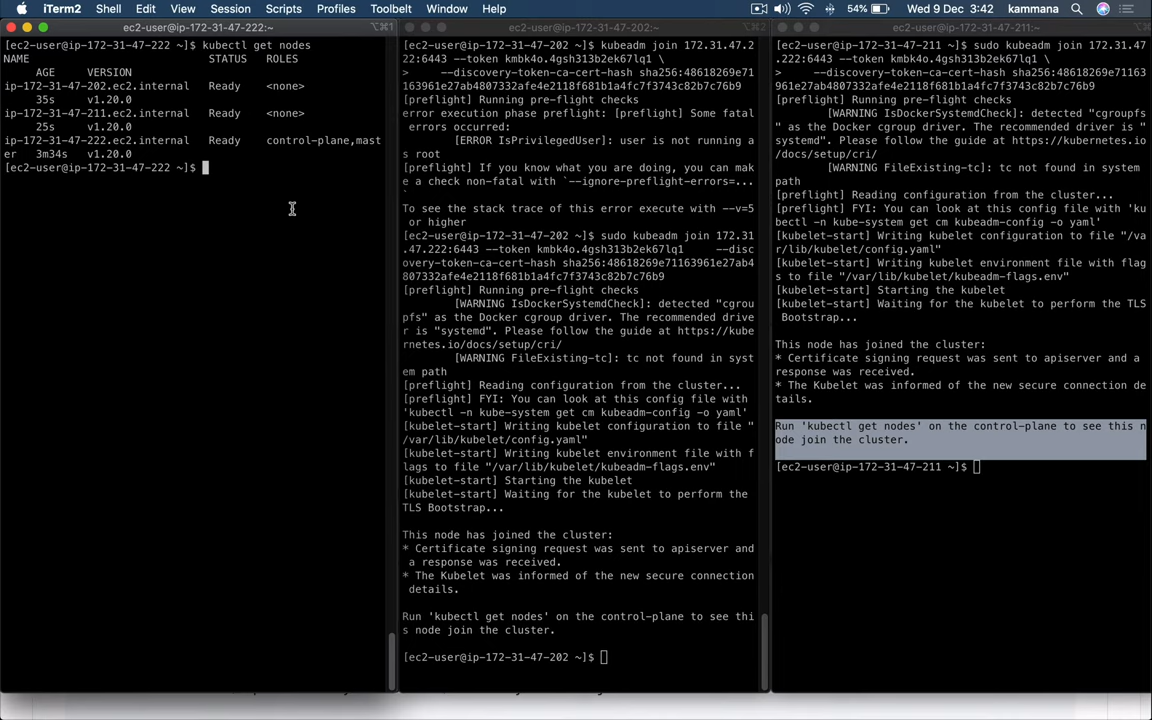 iTerm2 Shell Edit View Session Scripts Profiles Toolbelt Window Help 54% Wed 9 Dec 3:42 kammana
ec2-user@ip-172-31-47-222:~ ⌥⌘1
[ec2-user@ip-172-31-47-222 ~]$ kubectl get nodes
NAME STATUS ROLES
AGE VERSION
ip-172-31-47-202.ec2.internal Ready <none>
35s v1.20.0
ip-172-31-47-211.ec2.internal Ready <none>
25s v1.20.0
ip-172-31-47-222.ec2.internal Ready control-plane,mast
er 3m34s v1.20.0
[ec2-user@ip-172-31-47-222 ~]$
ec2-user@ip-172-31-47-202:~ ⌥⌘2
[ec2-user@ip-172-31-47-202 ~]$ kubeadm join 172.31.47.2
22:6443 --token kmbk4o.4gsh313b2ek67lq1 \
> --discovery-token-ca-cert-hash sha256:48618269e71
163961e27ab4807332afe4e2118f681b1a4fc7f3743c82b7c76b9
[preflight] Running pre-flight checks
error execution phase preflight: [preflight] Some fatal
errors occurred:
[ERROR IsPrivilegedUser]: user is not running a
s root
[preflight] If you know what you are doing, you can mak
e a check non-fatal with `--ignore-preflight-errors=...
`
To see the stack trace of this error execute with --v=5
or higher
[ec2-user@ip-172-31-47-202 ~]$ sudo kubeadm join 172.31
.47.222:6443 --token kmbk4o.4gsh313b2ek67lq1 --disc
overy-token-ca-cert-hash sha256:48618269e71163961e27ab4
807332afe4e2118f681b1a4fc7f3743c82b7c76b9
[preflight] Running pre-flight checks
[WARNING IsDockerSystemdCheck]: detected "cgrou
pfs" as the Docker cgroup driver. The recommended drive
r is "systemd". Please follow the guide at https://kube
rnetes.io/docs/setup/cri/
[WARNING FileExisting-tc]: tc not found in syst
em path
[preflight] Reading configuration from the cluster...
[preflight] FYI: You can look at this config file with
'kubectl -n kube-system get cm kubeadm-config -o yaml'
[kubelet-start] Writing kubelet configuration to file "
/var/lib/kubelet/config.yaml"
[kubelet-start] Writing kubelet environment file with f
lags to file "/var/lib/kubelet/kubeadm-flags.env"
[kubelet-start] Starting the kubelet
[kubelet-start] Waiting for the kubelet to perform the
TLS Bootstrap...
This node has joined the cluster:
* Certificate signing request was sent to apiserver and
a response was received.
* The Kubelet was informed of the new secure connection
details.
Run 'kubectl get nodes' on the control-plane to see thi
s node join the cluster.
[ec2-user@ip-172-31-47-202 ~]$
ec2-user@ip-172-31-47-211:~ ⌥⌘3
[ec2-user@ip-172-31-47-211 ~]$ sudo kubeadm join 172.31.47
.222:6443 --token kmbk4o.4gsh313b2ek67lq1 \
> --discovery-token-ca-cert-hash sha256:48618269e71163
961e27ab4807332afe4e2118f681b1a4fc7f3743c82b7c76b9
[preflight] Running pre-flight checks
[WARNING IsDockerSystemdCheck]: detected "cgroupfs
" as the Docker cgroup driver. The recommended driver is "
systemd". Please follow the guide at https://kubernetes.io
/docs/setup/cri/
[WARNING FileExisting-tc]: tc not found in system
path
[preflight] Reading configuration from the cluster...
[preflight] FYI: You can look at this config file with 'ku
bectl -n kube-system get cm kubeadm-config -o yaml'
[kubelet-start] Writing kubelet configuration to file "/va
r/lib/kubelet/config.yaml"
[kubelet-start] Writing kubelet environment file with flag
s to file "/var/lib/kubelet/kubeadm-flags.env"
[kubelet-start] Starting the kubelet
[kubelet-start] Waiting for the kubelet to perform the TLS
Bootstrap...
This node has joined the cluster:
* Certificate signing request was sent to apiserver and a
response was received.
* The Kubelet was informed of the new secure connection de
tails.
Run 'kubectl get nodes' on the control-plane to see this n
ode join the cluster.
[ec2-user@ip-172-31-47-211 ~]$